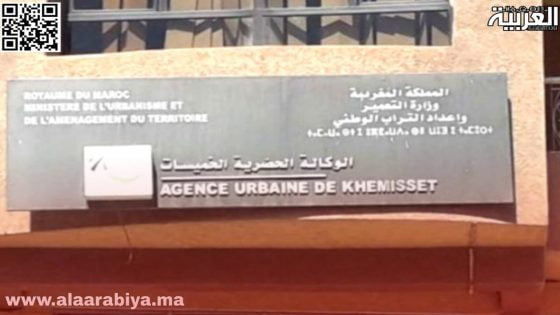 العربية
ROYAUME DU MAROC
MINISTERE DE L'URBANISME ET
DE L'AMENAGEMENT DU TERRITOIRE
المملكة المغربية
وزارة التعمير
وإعداد التراب الوطني
الوكالة الحضرية الخميسات
AGENCE URBAINE DE KHEMISSET
www.alaarabiya.ma